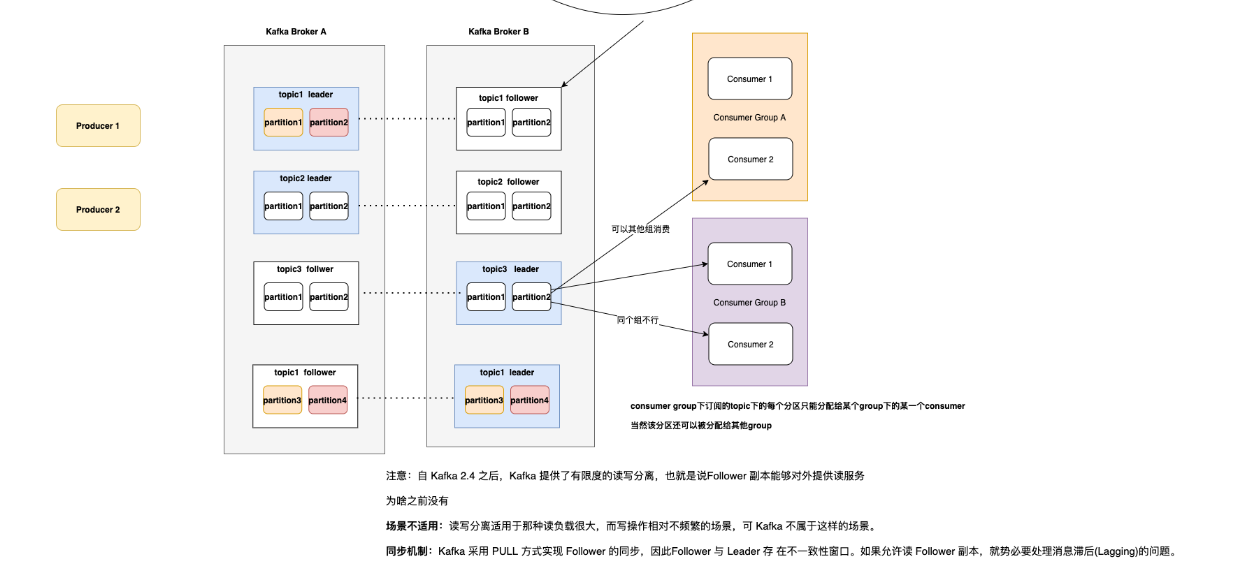 Kafka Broker A
Kafka Broker B
Producer 1
Producer 2
topic1 leader
partition1
partition2
topic1 follower
partition1
partition2
topic2 leader
partition1
partition2
topic2 follower
partition1
partition2
topic3 follwer
partition1
partition2
topic3 leader
partition1
partition2
topic1 follower
partition3
partition4
topic1 leader
partition3
partition4
Consumer 1
Consumer Group A
Consumer 2
可以其他组消费
Consumer 1
Consumer Group B
同个组不行
Consumer 2
consumer group下订阅的topic下的每个分区只能分配给某个group下的某一个consumer
当然该分区还可以被分配给其他group
注意：自 Kafka 2.4 之后，Kafka 提供了有限度的读写分离，也就是说Follower 副本能够对外提供读服务
为啥之前没有
场景不适用：读写分离适用于那种读负载很大，而写操作相对不频繁的场景，可 Kafka 不属于这样的场景。
同步机制：Kafka 采用 PULL 方式实现 Follower 的同步，因此Follower 与 Leader 存 在不一致性窗口。如果允许读 Follower 副本，就势必要处理消息滞后(Lagging)的问题。